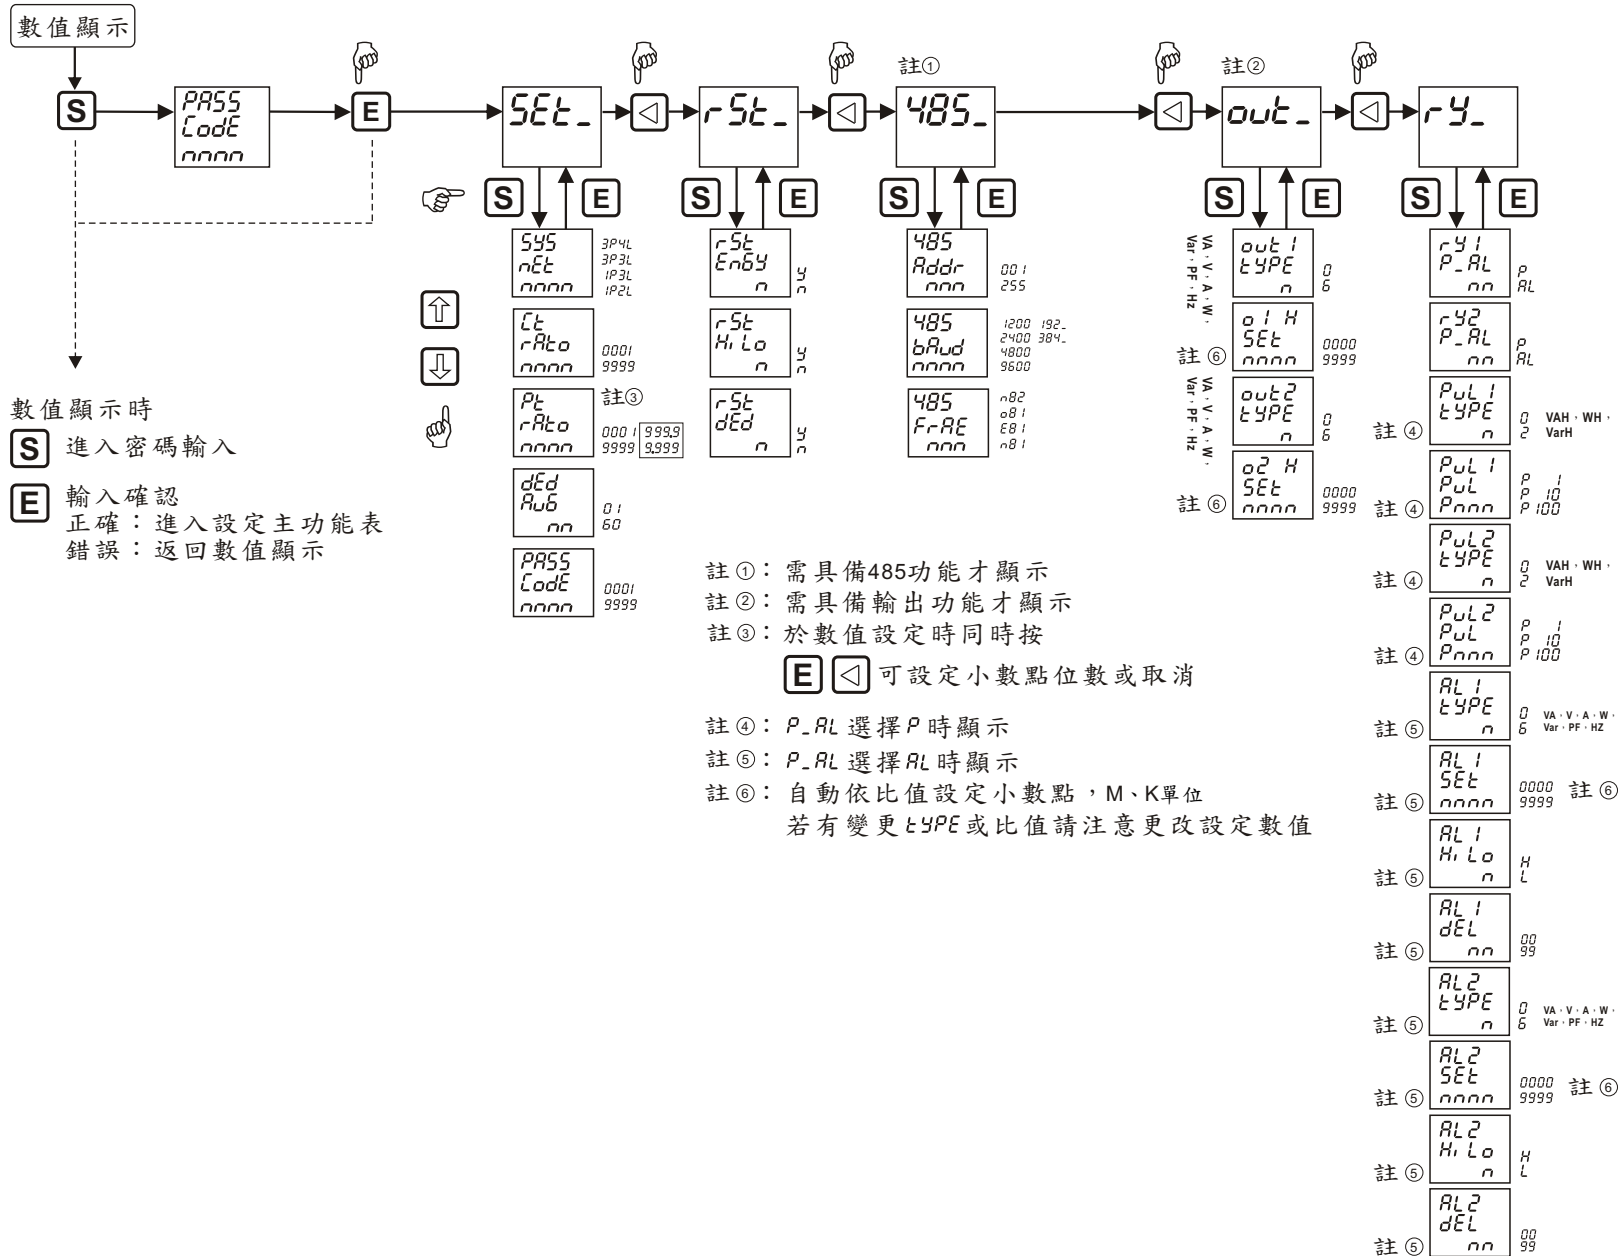 數值顯示
S
PASS
CodE
nnnn
E
SEt_
rSt_
註①
485_
註②
out_
rY_
S E
S E
S E
S E
S E
SYS
nEt
nnnn
3P4L
3P3L
1P3L
1P2L
Ct
rAto
nnnn
0001
9999
Pt
rAto
nnnn
註③
0001 999.9
9999 9.999
dEd
AuG
nn
01
60
PASS
CodE
nnnn
0001
9999
rSt
EnGY
n
y
n
rSt
Hi Lo
n
y
n
rSt
dEd
n
y
n
485
Addr
nnn
001
255
485
bAud
nnnn
1200 192_
2400 384_
4800
9600
485
FrAE
nnn
n82
o81
E81
n81
VA,V,A,W,
Var,PF,Hz
out1
tYPE
n
0
6
註⑥
o1 H
SEt
nnnn
0000
9999
VA,V,A,W,
Var,PF,Hz
out2
tYPE
n
0
6
註⑥
o2 H
SEt
nnnn
0000
9999
rY1
P_AL
nn
P
AL
rY2
P_AL
nn
P
AL
註④
PuL1
tYPE
n
0 VAH,WH,
2 VarH
註④
PuL1
PuL
Pnnn
P 1
P 10
P100
註④
PuL2
tYPE
n
0 VAH,WH,
2 VarH
註④
PuL2
PuL
Pnnn
P 1
P 10
P100
註⑤
AL1
tYPE
n
0 VA,V,A,W,
6 Var,PF,HZ
註⑤
AL1
SEt
nnnn
0000
9999
註⑥
註⑤
AL1
Hi Lo
n
H
L
註⑤
AL1
dEL
nn
00
99
註⑤
AL2
tYPE
n
0 VA,V,A,W,
6 Var,PF,HZ
註⑤
AL2
SEt
nnnn
0000
9999
註⑥
註⑤
AL2
Hi Lo
n
H
L
註⑤
AL2
dEL
nn
00
99
數值顯示時
S 進入密碼輸入
E 輸入確認
正確：進入設定主功能表
錯誤：返回數值顯示
註①：需具備485功能才顯示
註②：需具備輸出功能才顯示
註③：於數值設定時同時按
E 可設定小數點位數或取消
註④：P_AL 選擇P時顯示
註⑤：P_AL 選擇AL時顯示
註⑥：自動依比值設定小數點，M、K單位
若有變更tYPE或比值請注意更改設定數值